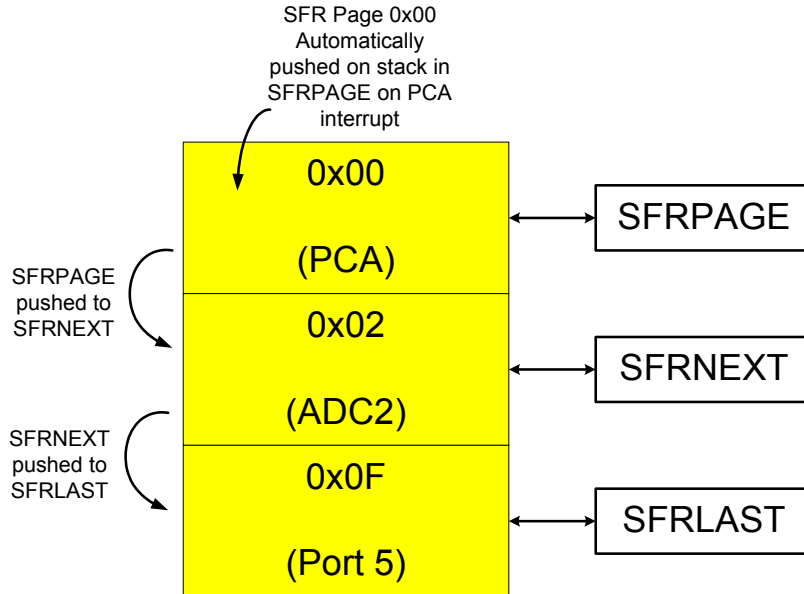 SFR Page 0x00
Automatically
pushed on stack in
SFRPAGE on PCA
interrupt
0x00
(PCA)
SFRPAGE
SFRPAGE
pushed to
SFRNEXT
0x02
(ADC2)
SFRNEXT
SFRNEXT
pushed to
SFRLAST
0x0F
(Port 5)
SFRLAST